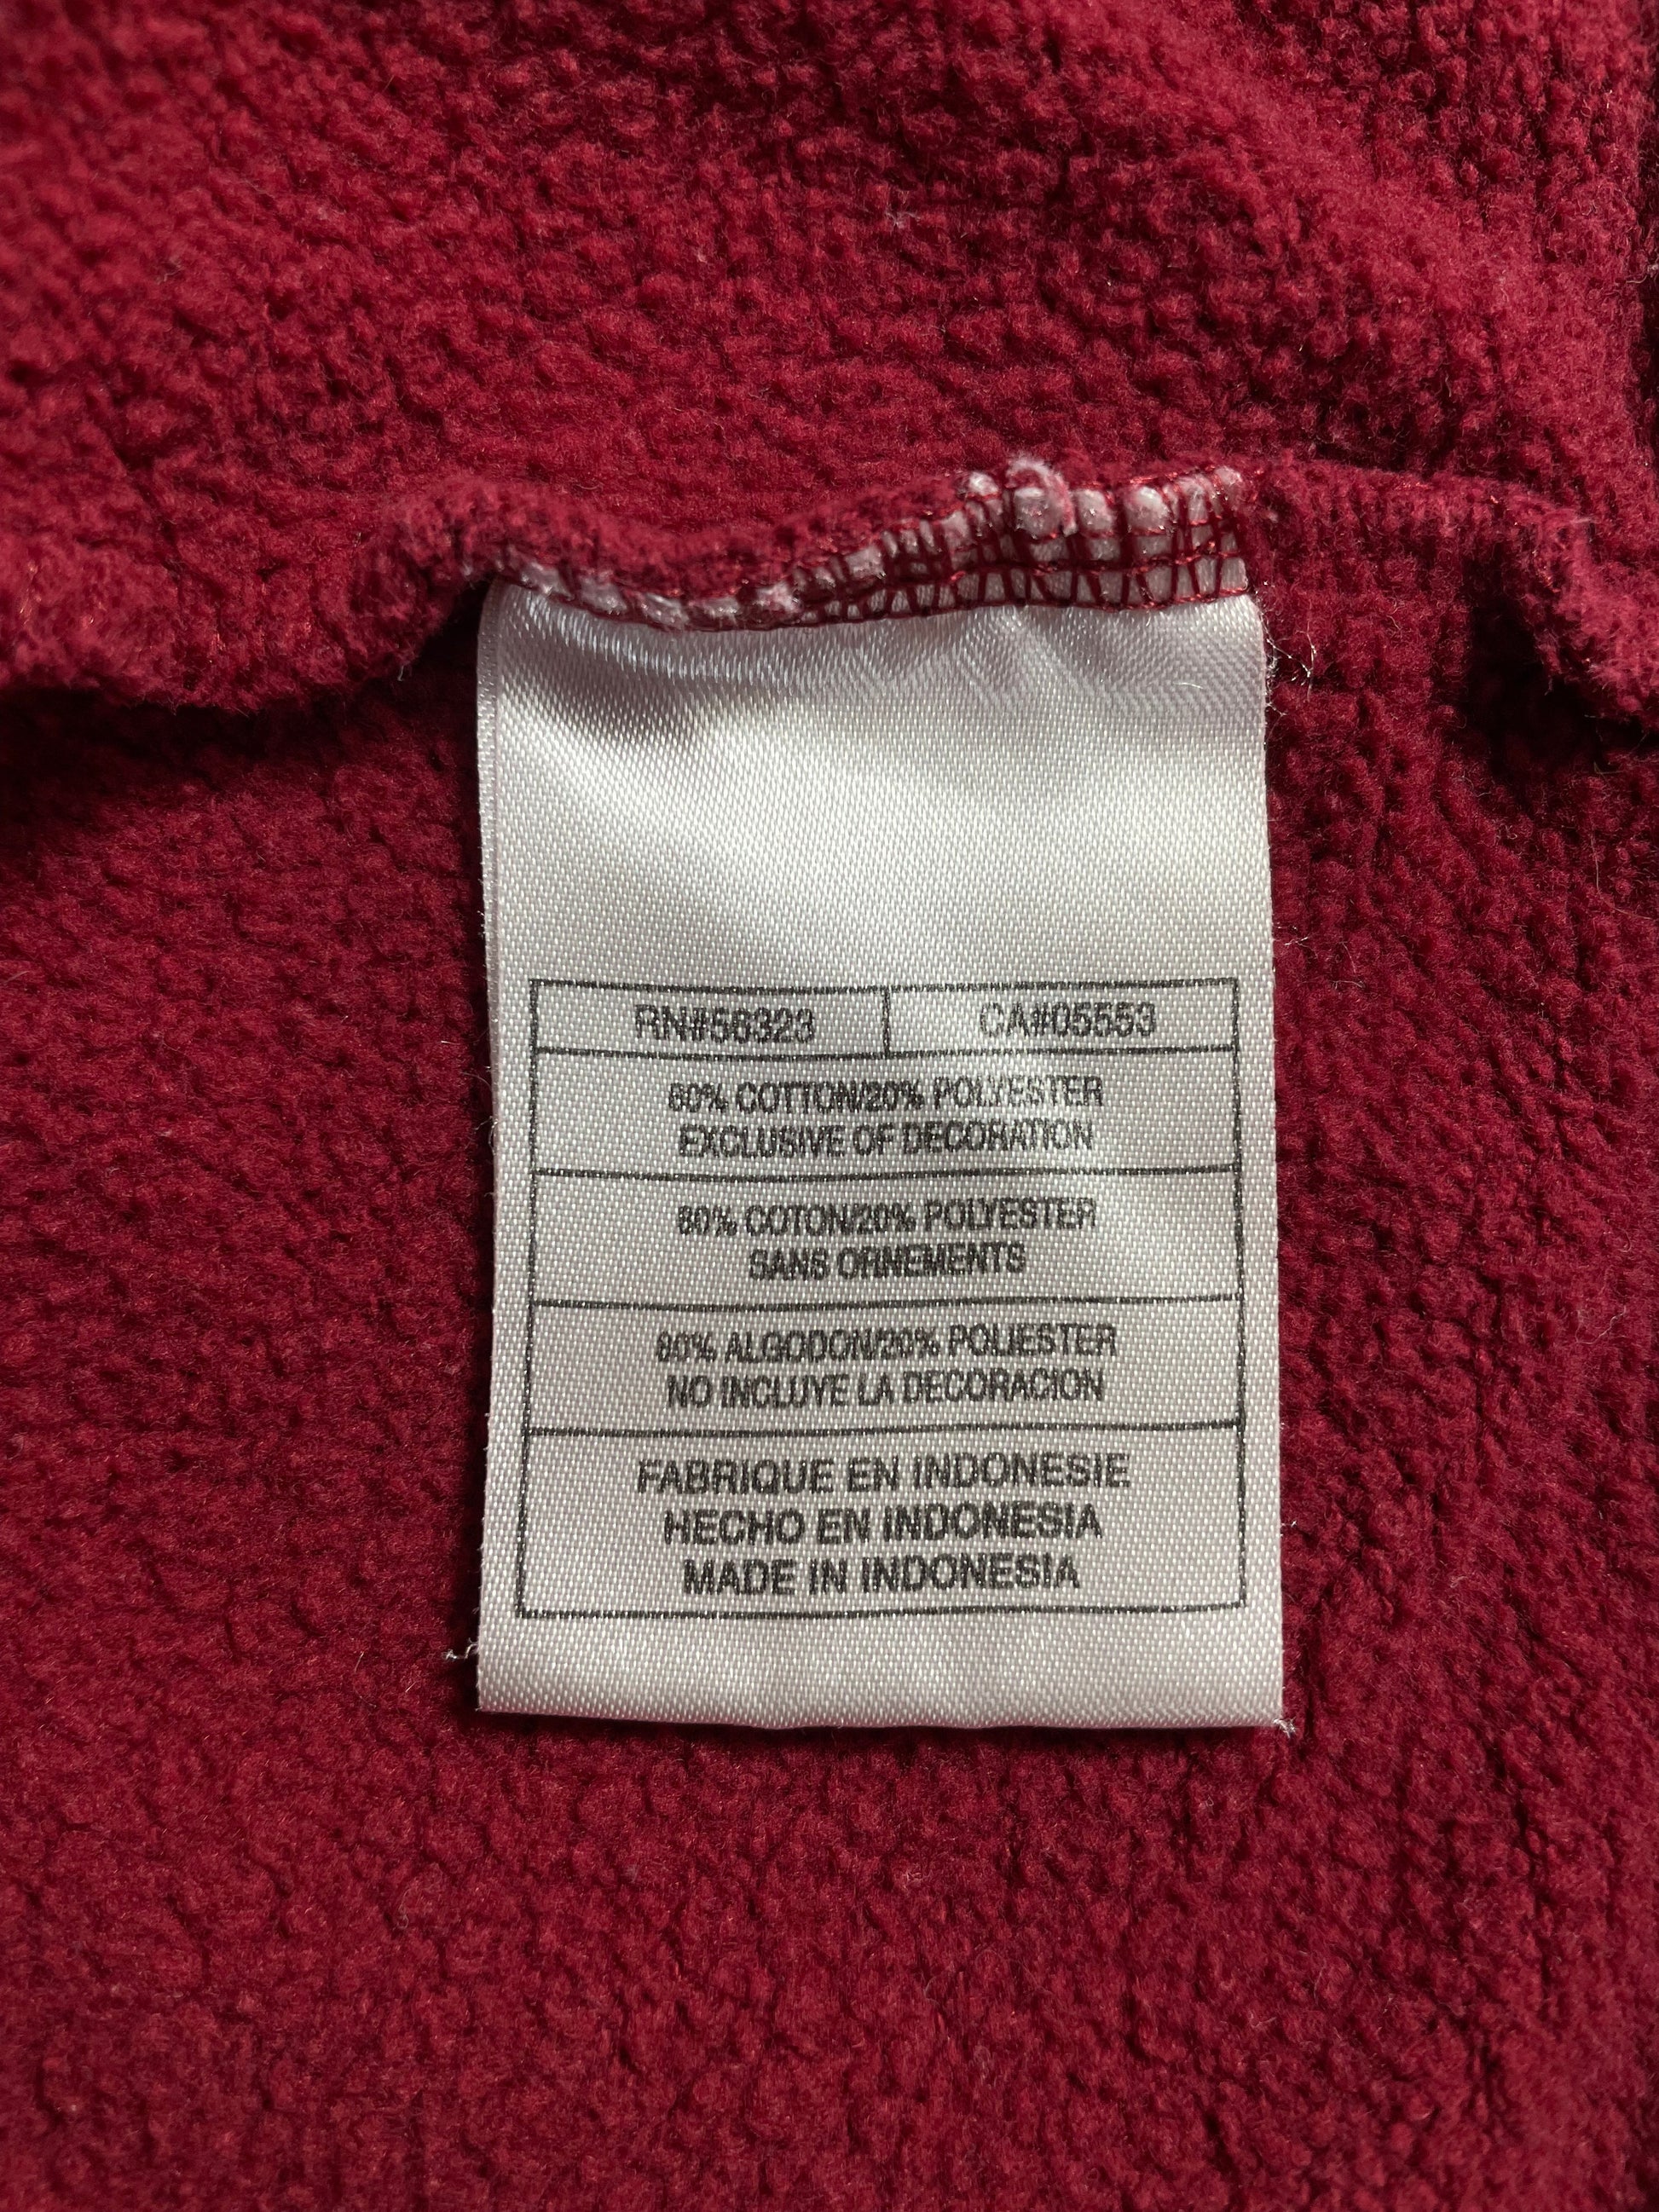 RN#56323 CA#05553
80% COTTON/20% POLYESTER
EXCLUSIVE OF DECORATION
80% COTON/20% POLYESTER
SANS ORNEMENTS
80% ALGODON/20% POLIESTER
NO INCLUYE LA DECORACION
FABRIQUE EN INDONESIE
HECHO EN INDONESIA
MADE IN INDONESIA